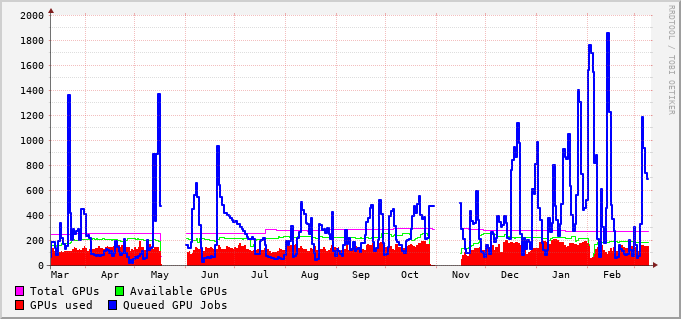 2000
1800
1600
1400
1200
1000
800
600
400
200
0
Mar Apr May Jun Jul Aug Sep Oct Nov Dec Jan Feb
Total GPUs Available GPUs
GPUs used Queued GPU Jobs
RRDTOOL / TOBI OETIKER